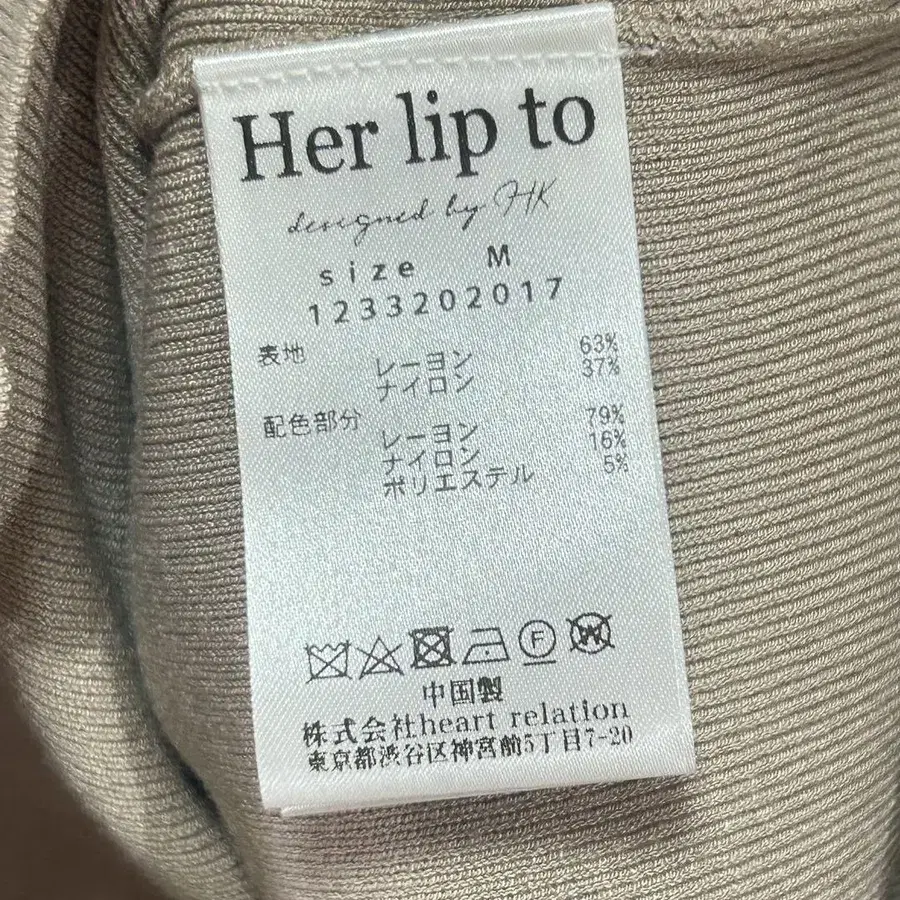 Her lip to
designed by HK
size M
1233202017
表地 レーヨン 63%
ナイロン 37%
配色部分 レーヨン 79%
ナイロン 16%
ポリエステル 5%
F W
中国製
株式会社heart relation
東京都渋谷区神宮前5丁目7-20